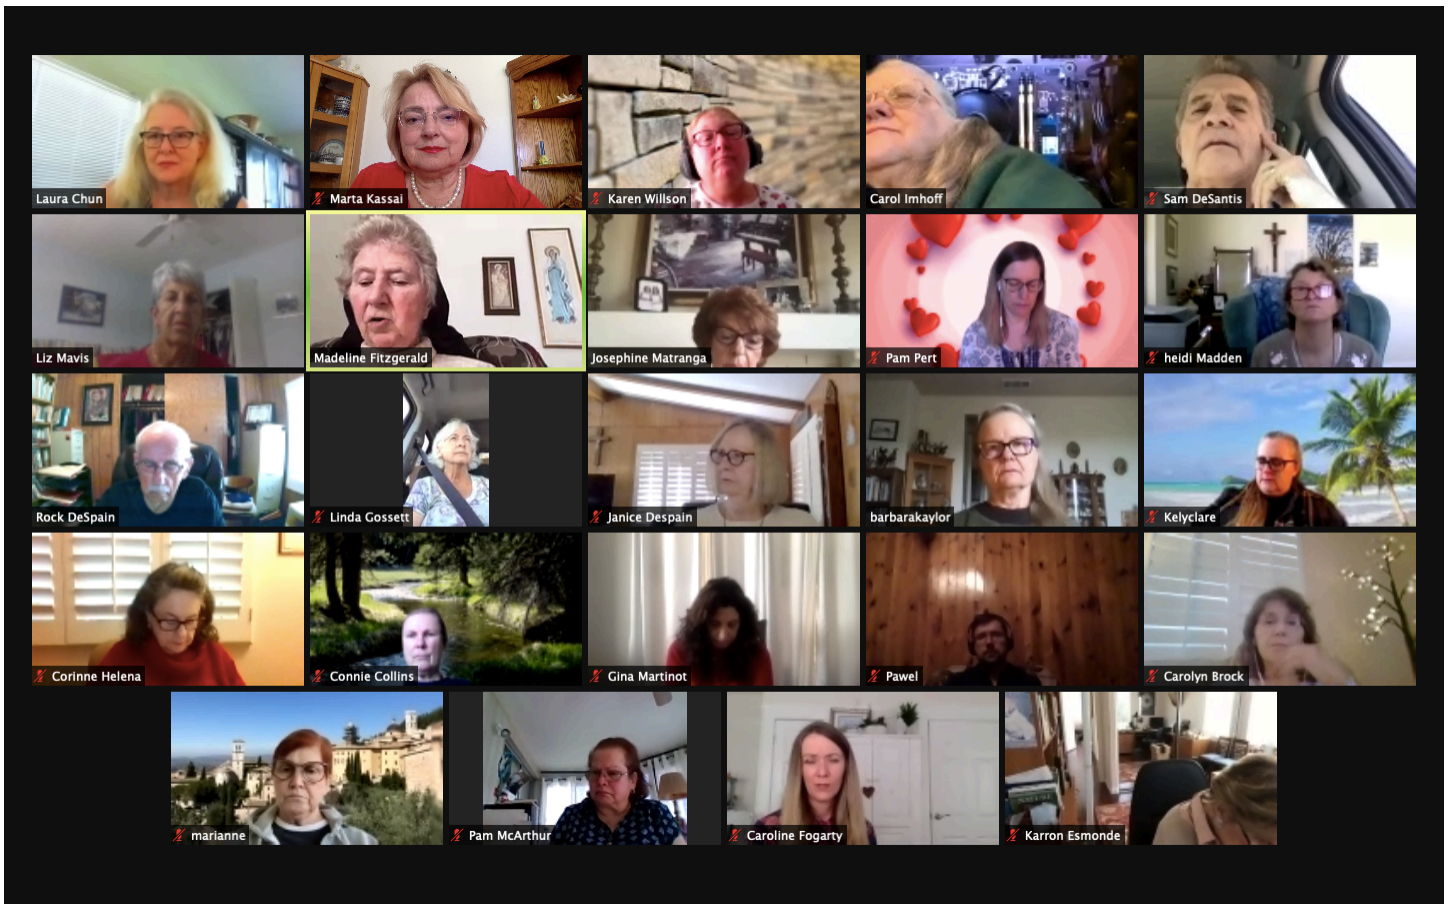 Laura Chun
Marta Kassai
Karen Willson
Carol Imhoff
Sam DeSantis
Liz Mavis
Madeline Fitzgerald
Josephine Matranga
Pam Pert
heidi Madden
Rock DeSpain
Linda Gossett
Janice Despain
barbarakaylor
Kelyclare
Corinne Helena
Connie Collins
Gina Martinot
Pawel
Carolyn Brock
marianne
Pam McArthur
Caroline Fogarty
Karron Esmonde